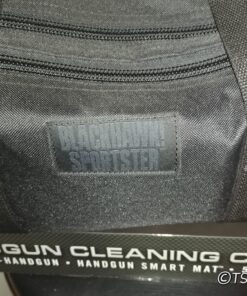 BLACKHAWK!
SPORTSTER
GUN CLEANING C
HANDGUN • HANDGUN SMART MAT •
©TS